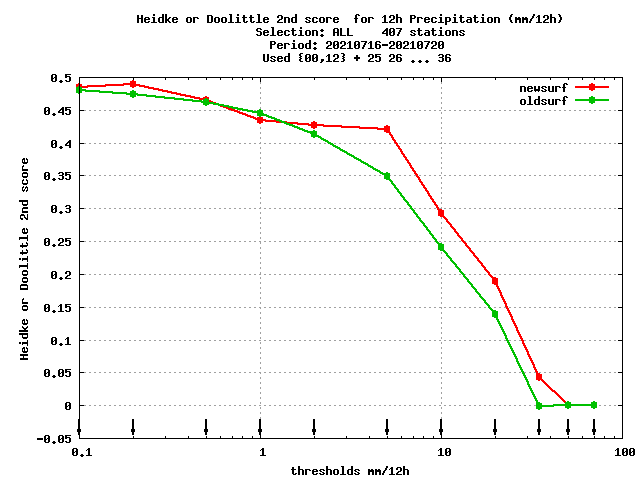 Heidke or Doolittle 2nd score  for 12h Precipitation (mm/12h)
Selection: ALL    407 stations
Period: 20210716-20210720
Used {00,12} + 25 26 ... 36
newsurf
oldsurf
0.5
0.45
0.4
0.35
0.3
0.25
0.2
0.15
0.1
0.05
0
-0.05
Heidke or Doolittle 2nd score
0.1 1 10 100
thresholds mm/12h